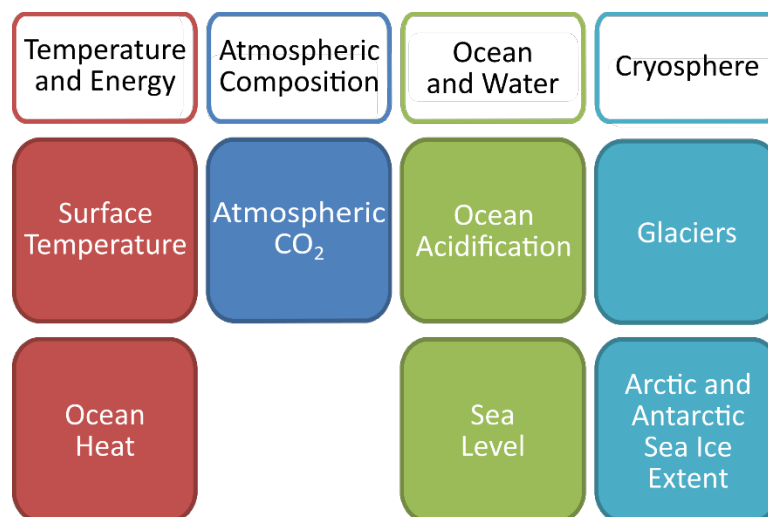 Temperature
and Energy
Atmospheric
Composition
Ocean
and Water
Cryosphere
Surface
Temperature
Atmospheric
CO₂
Ocean
Acidification
Glaciers
Ocean
Heat
Sea
Level
Arctic and
Antarctic
Sea Ice
Extent